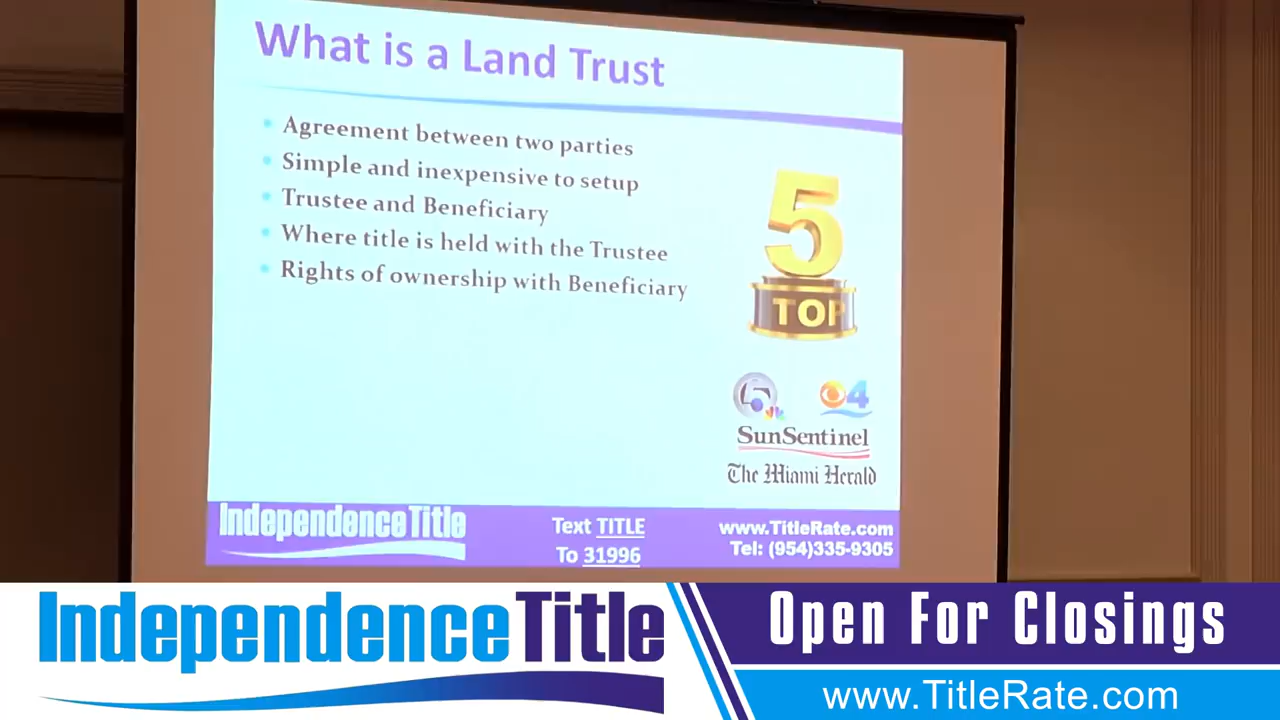 What is a Land Trust
Agreement between two parties
Simple and inexpensive to setup
Trustee and Beneficiary
Where title is held with the Trustee
Rights of ownership with Beneficiary
5
TOP
5
4
SunSentinel
The Miami Herald
IndependenceTitle
Text TITLE
To 31996
www.TitleRate.com
Tel: (954)335-9305
IndependenceTitle
Open For Closings
www.TitleRate.com